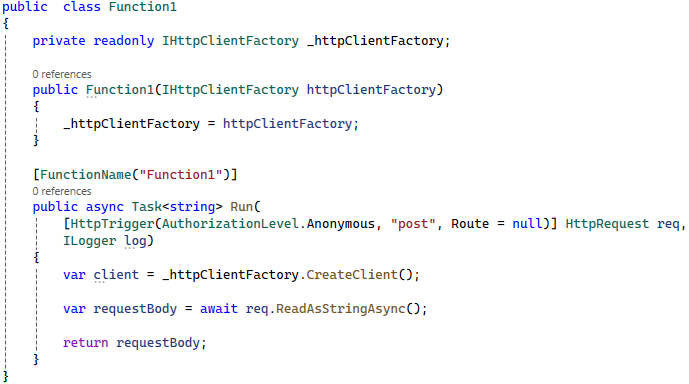 public  class Function1
{
    private readonly IHttpClientFactory _httpClientFactory;

    0 references
    public Function1(IHttpClientFactory httpClientFactory)
    {
        _httpClientFactory = httpClientFactory;
    }

    [FunctionName("Function1")]
    0 references
    public async Task<string> Run(
        [HttpTrigger(AuthorizationLevel.Anonymous, "post", Route = null)] HttpRequest req,
        ILogger log)
    {
        var client = _httpClientFactory.CreateClient();

        var requestBody = await req.ReadAsStringAsync();

        return requestBody;
    }
}